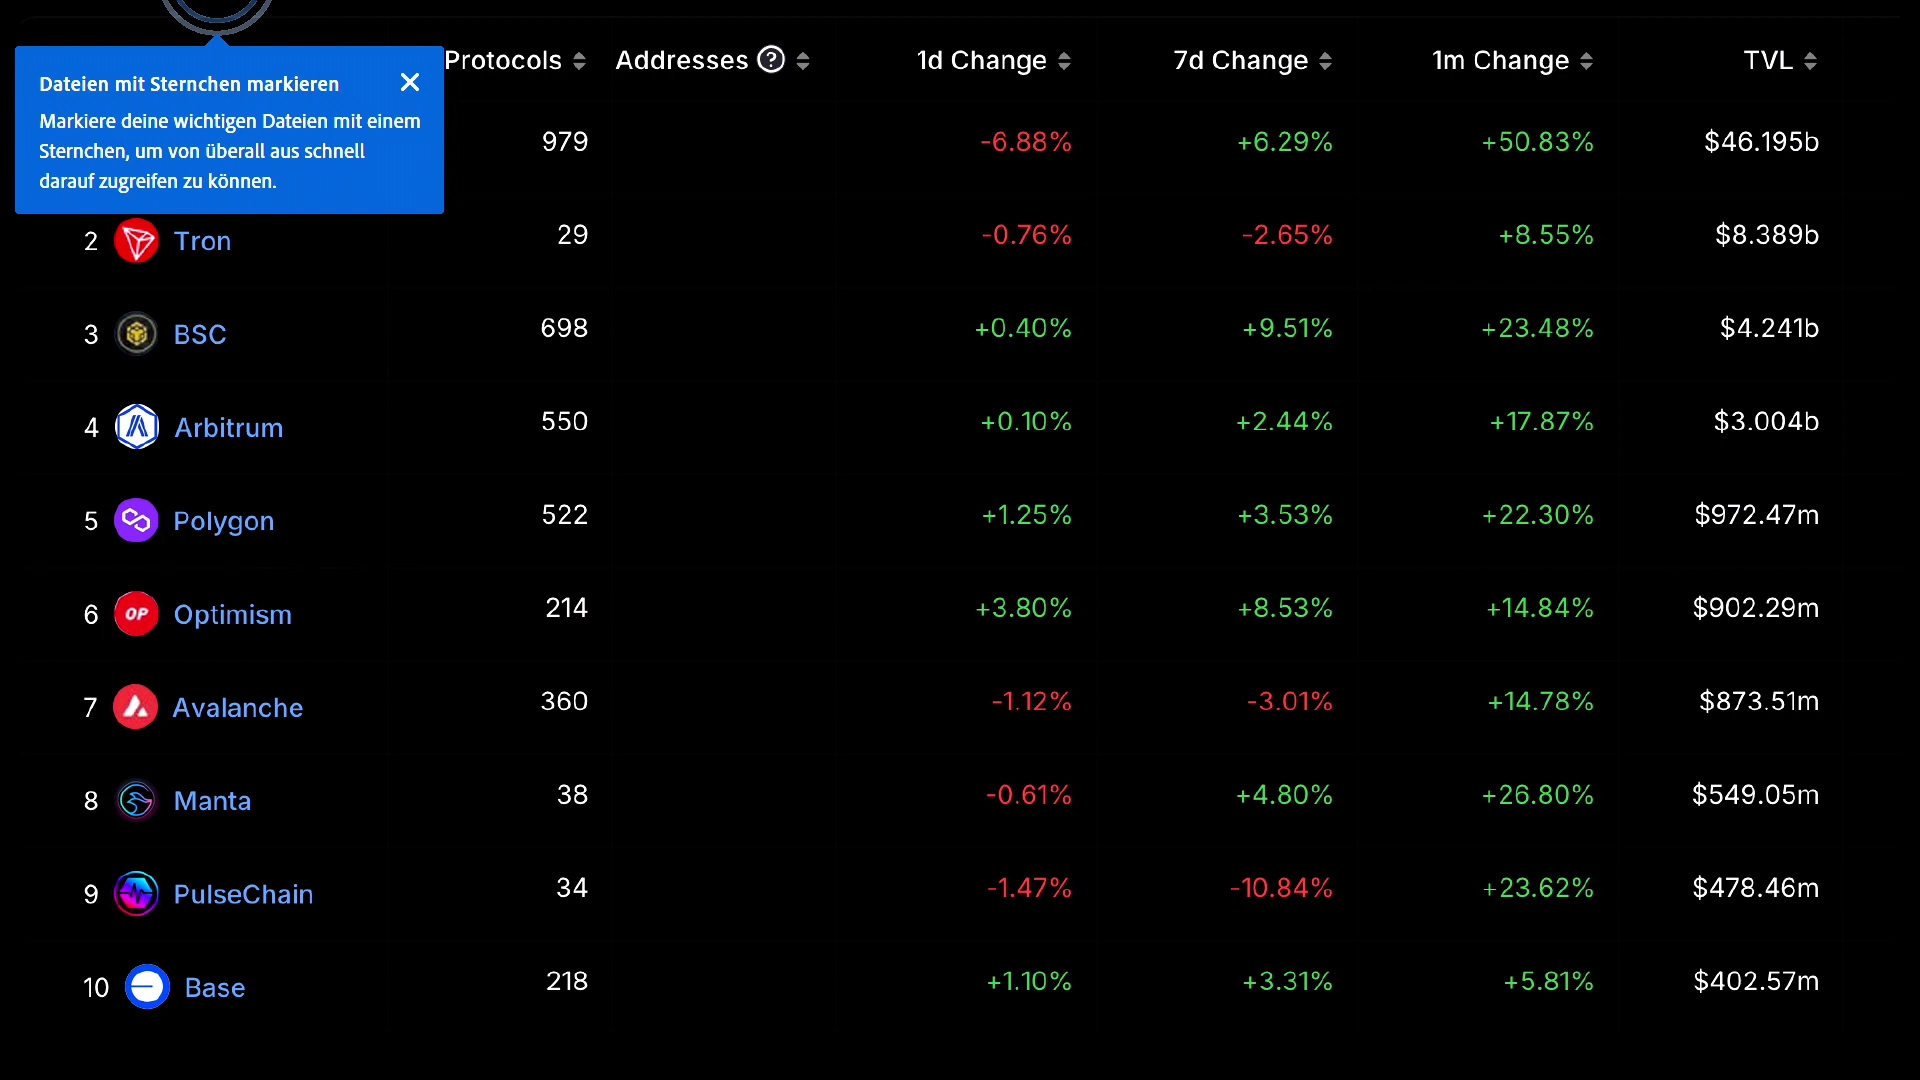 Protocols Addresses ? 1d Change 7d Change 1m Change TVL
Dateien mit Sternchen markieren
Markiere deine wichtigen Dateien mit einem
Sternchen, um von überall aus schnell
darauf zugreifen zu können.
979 -6.88% +6.29% +50.83% $46.195b
2 Tron 29 -0.76% -2.65% +8.55% $8.389b
3 BSC 698 +0.40% +9.51% +23.48% $4.241b
4 Arbitrum 550 +0.10% +2.44% +17.87% $3.004b
5 Polygon 522 +1.25% +3.53% +22.30% $972.47m
6 OP Optimism 214 +3.80% +8.53% +14.84% $902.29m
7 Avalanche 360 -1.12% -3.01% +14.78% $873.51m
8 Manta 38 -0.61% +4.80% +26.80% $549.05m
9 PulseChain 34 -1.47% -10.84% +23.62% $478.46m
10 Base 218 +1.10% +3.31% +5.81% $402.57m